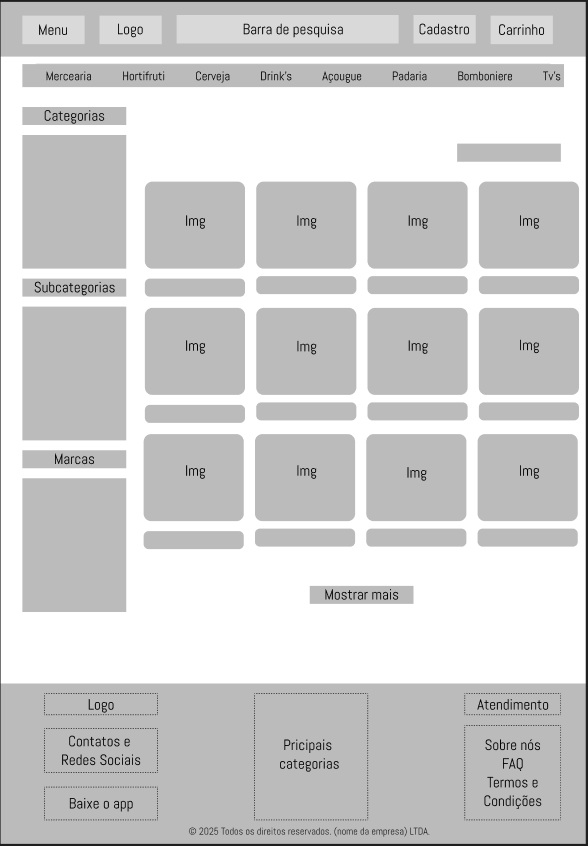 Menu
Logo
Barra de pesquisa
Cadastro
Carrinho
Mercearia
Hortifruti
Cerveja
Drink's
Açougue
Padaria
Bomboniere
Tv's
Categorias
Img
Img
Img
Img
Subcategorias
Img
Img
Img
Img
Marcas
Img
Img
Img
Img
Mostrar mais
Logo
Contatos e
Redes Sociais
Baixe o app
Pricipais
categorias
Atendimento
Sobre nós
FAQ
Termos e
Condições
© 2025 Todos os direitos reservados. (nome da empresa) LTDA.